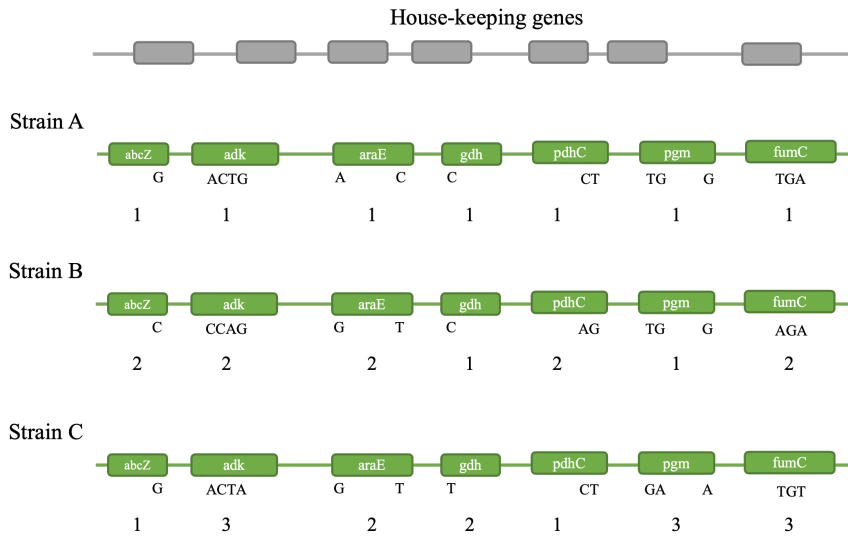 House-keeping genes
Strain A
abcZ adk araE gdh pdhC pgm fumC
G ACTG A C C CT TG G TGA
1 1 1 1 1 1 1
Strain B
abcZ adk araE gdh pdhC pgm fumC
C CCAG G T C AG TG G AGA
2 2 2 1 2 1 2
Strain C
abcZ adk araE gdh pdhC pgm fumC
G ACTA G T T CT GA A TGT
1 3 2 2 1 3 3